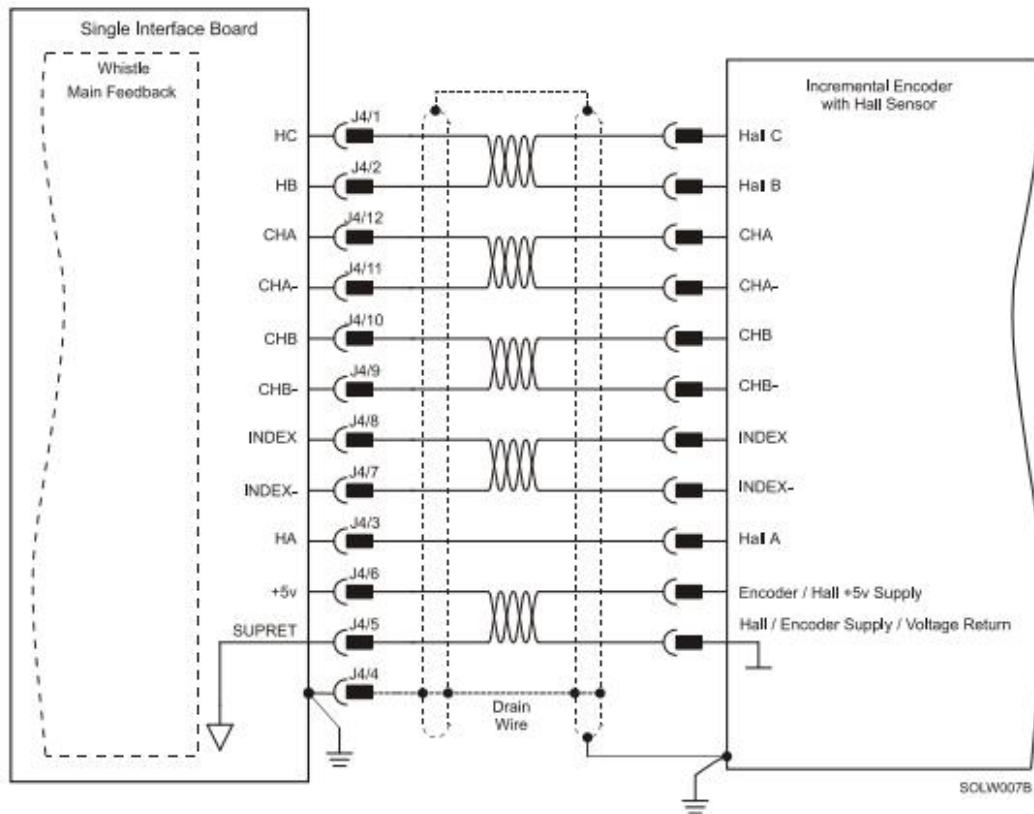 Single Interface Board
Whistle
Main Feedback
Incremental Encoder
with Hall Sensor
HC J4/1 Hall C
HB J4/2 Hall B
CHA J4/12 CHA
CHA- J4/11 CHA-
CHB J4/10 CHB
CHB- J4/9 CHB-
INDEX J4/8 INDEX
INDEX- J4/7 INDEX-
HA J4/3 Hall A
+5v J4/6 Encoder / Hall +5v Supply
SUPRET J4/5 Hall / Encoder Supply / Voltage Return
J4/4
Drain
Wire
SOLW007B